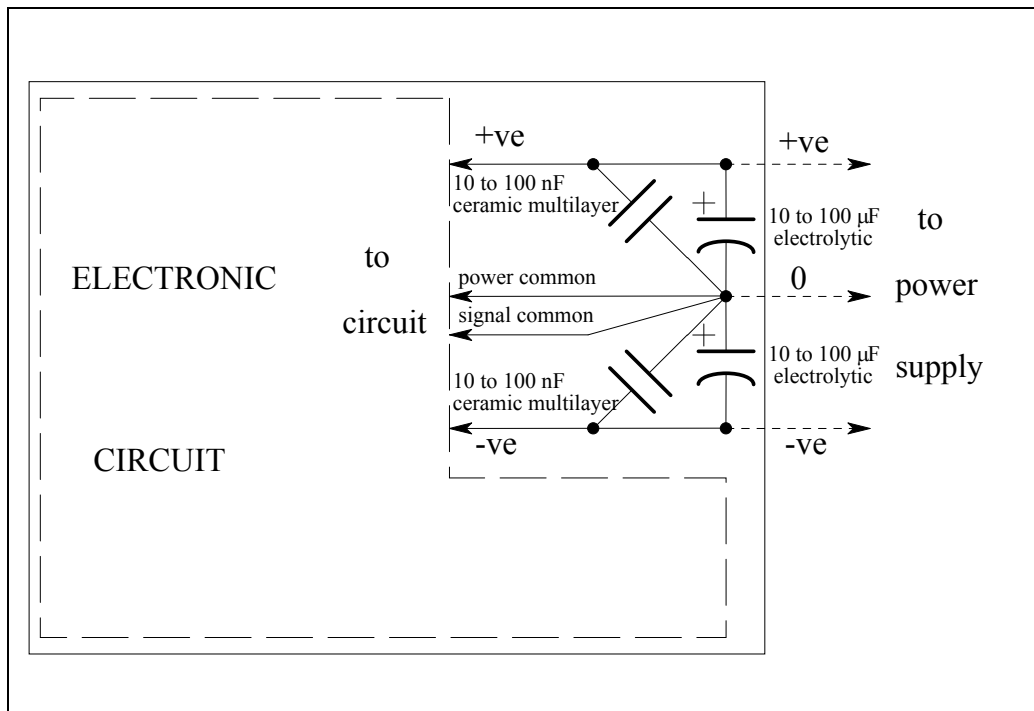 +ve
+ve
10 to 100 nF
ceramic multilayer
+
10 to 100 µF
electrolytic
to
ELECTRONIC
to
power common
0
power
circuit
signal common
+
10 to 100 µF
electrolytic
supply
10 to 100 nF
ceramic multilayer
-ve
-ve
CIRCUIT